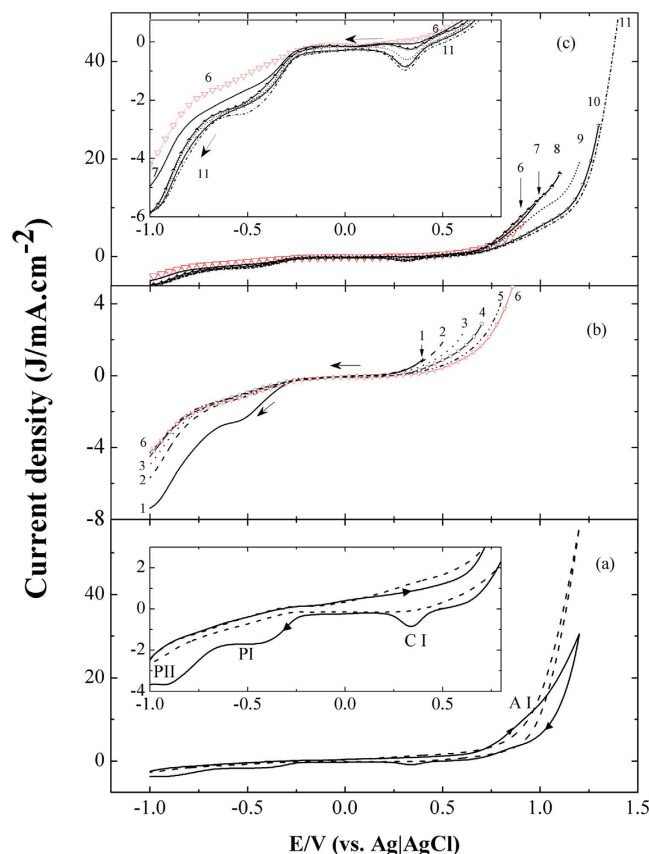 Current density (J/mA.cm-2)
0
-2
-4
-6
-1.0 -0.5 0.0 0.5
6
7
11
6
11
40
20
0
(c)
6 7 8 9 10 11
4
0
-4
-8
(b)
1 2 3 4 5 6
6
3
2
1
2
0
-2
-4
-1.0 -0.5 0.0 0.5
PII PI C I
40
20
0
(a)
A I
-1.0 -0.5 0.0 0.5 1.0 1.5
E/V (vs. Ag|AgCl)